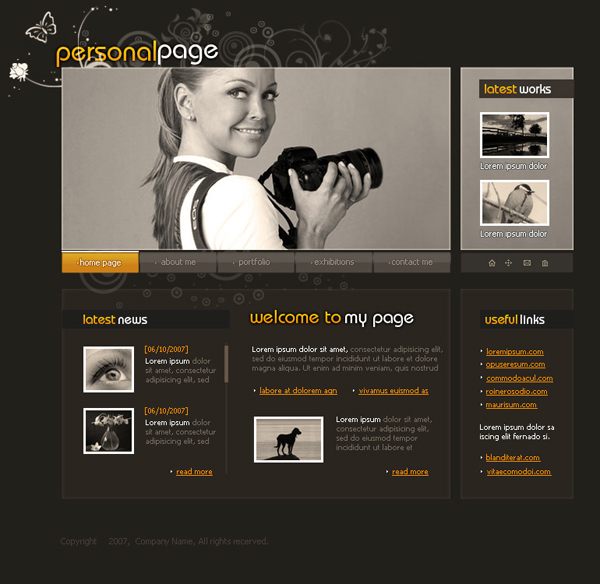 personalpage
latest works
Lorem ipsum dolor
Lorem ipsum dolor
home page
about me
portfolio
exhibitions
contact me
latest news
[06/10/2007]
Lorem ipsum dolor
sit amet, consectetur
adipisicing elit, sed
[06/10/2007]
Lorem ipsum dolor
sit amet, consectetur
adipisicing elit, sed
read more
welcome to my page
Lorem ipsum dolor sit amet, consectetur adipisicing elit,
sed do eiusmod tempor incididunt ut labore et dolore
magna aliqua. Ut enim ad minim veniam, quis nostrud
labore at dolorem aqn
vivamus euismod as
Lorem ipsum dolor sit amet,
consectetur adipisicing elit,
sed do eiusmod tempor
incididunt ut labore et
read more
useful links
loremipsum.com
opuseresum.com
commodoacul.com
roinerosodio.com
maurisum.com
Lorem ipsum dolor sa
iscing elit fernado si.
blanditerat.com
vitaecomodoi.com
Copyright 2007, Company Name, All rights rscerved.